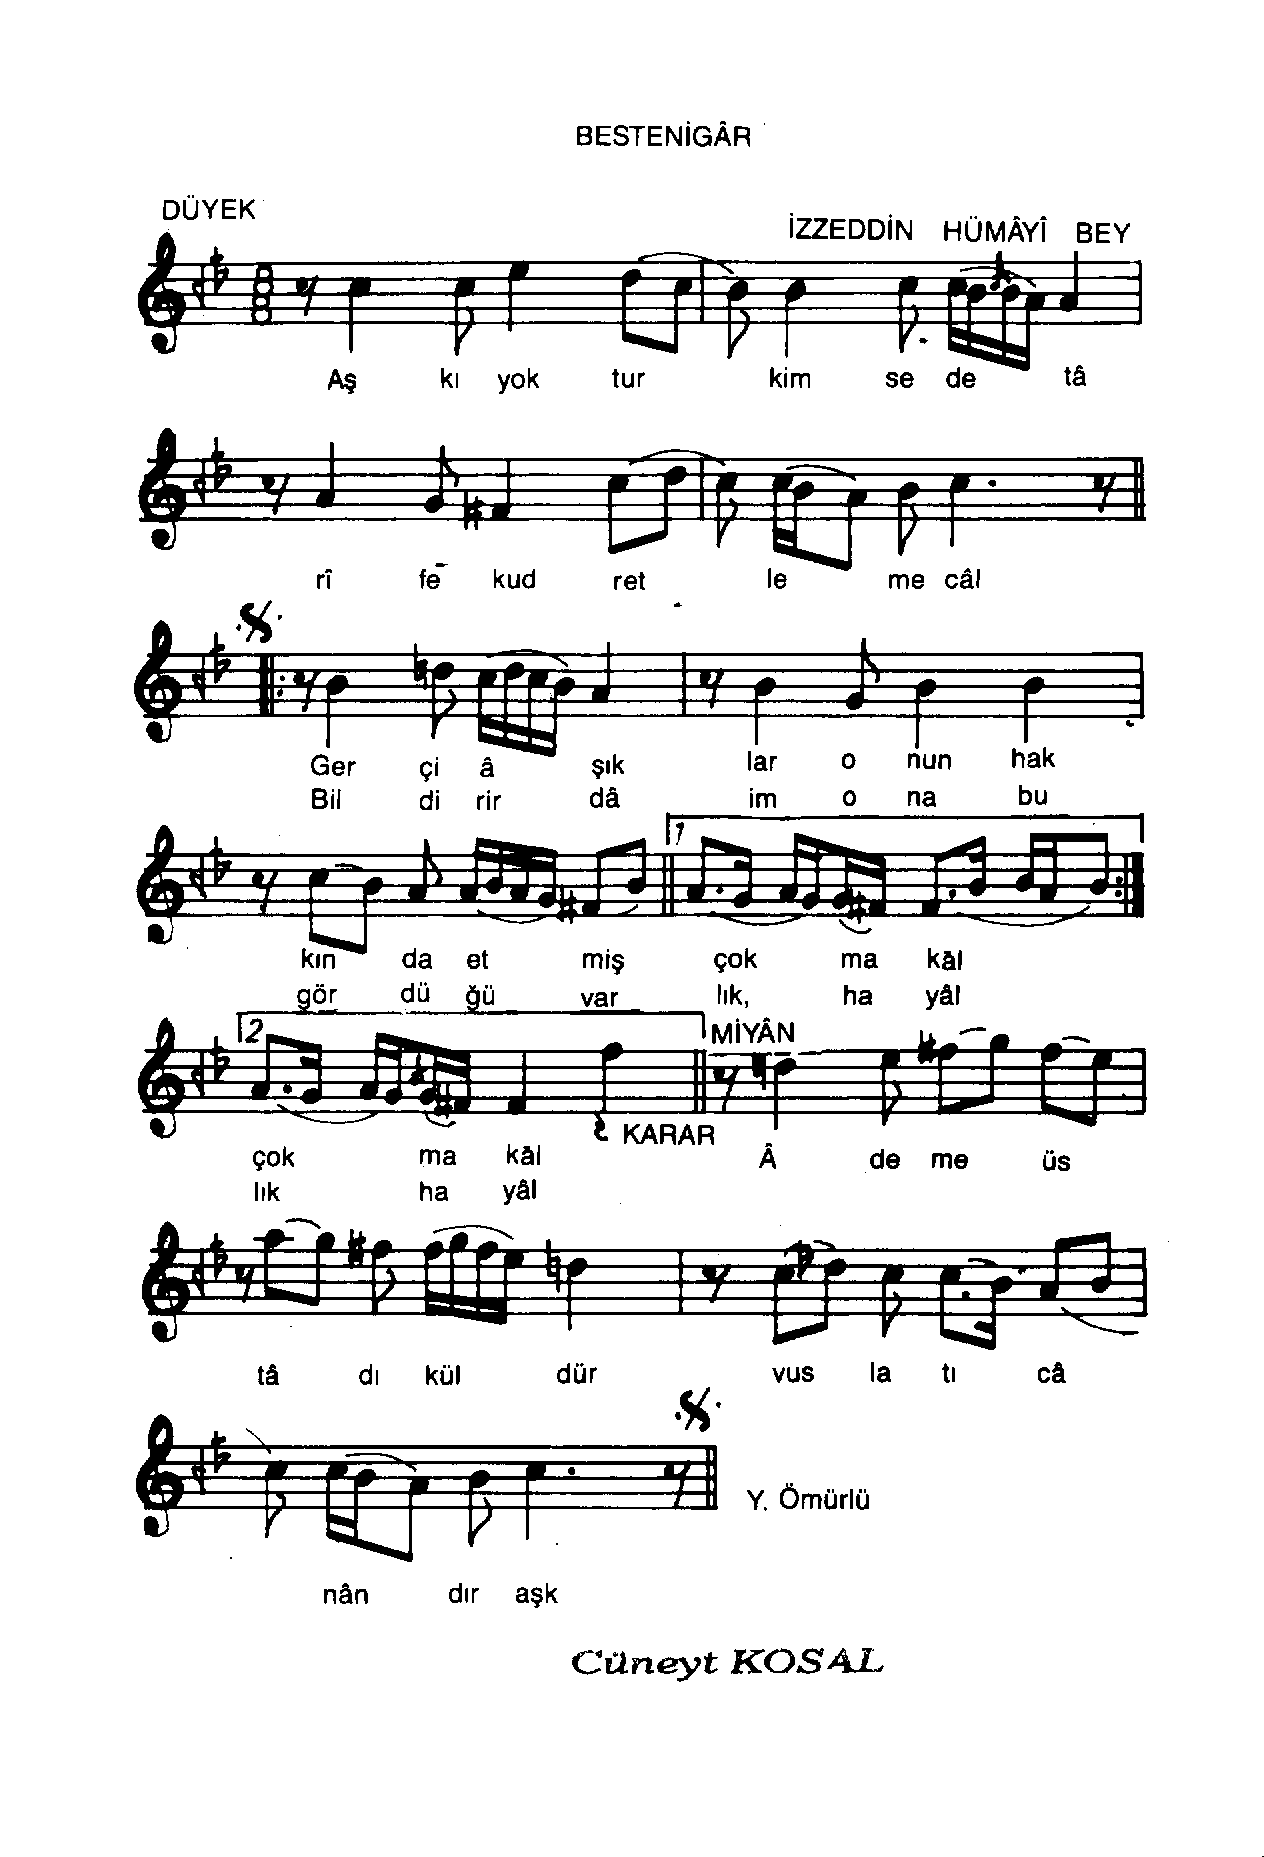 BESTENİGÂR
DÜYEK
İZZEDDİN HÜMÂYÎ BEY
8
4
Aş kı yok tur kim se de tâ
rî fe kud ret le me câl
Ger çi â şık lar o nun hak
Bil di rir dâ im o na bu
1
kın da et miş çok ma kâl
gör dü ğü var lık, ha yâl
2 MİYÂN
KARAR
çok ma kâl Â de me üs
lık ha yâl
tâ dı kül dür vus la tı câ
Y. Ömürlü
nân dır aşk
Cüneyt KOSAL